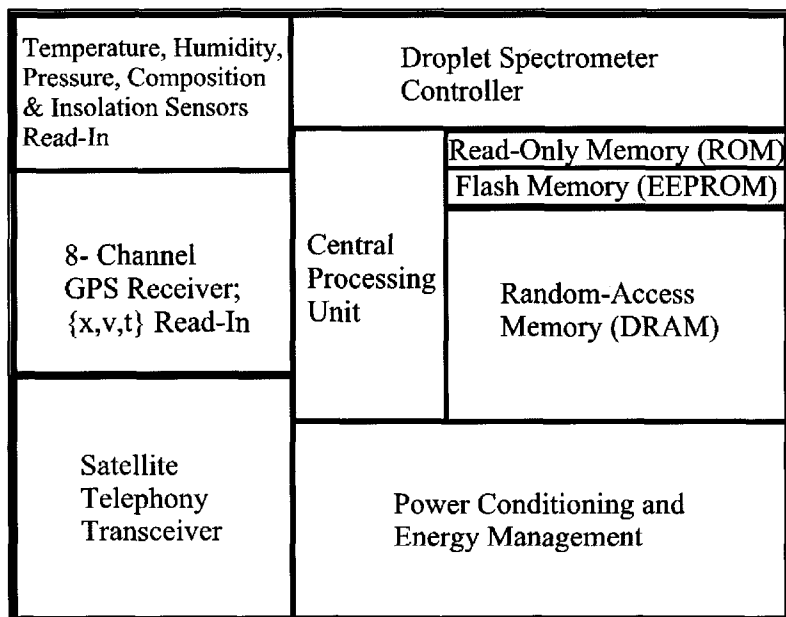 Temperature, Humidity,
Pressure, Composition
& Insolation Sensors
Read-In
Droplet Spectrometer
Controller
Read-Only Memory (ROM)
Flash Memory (EEPROM)
8- Channel
GPS Receiver;
{x,v,t} Read-In
Central
Processing
Unit
Random-Access
Memory (DRAM)
Satellite
Telephony
Transceiver
Power Conditioning and
Energy Management